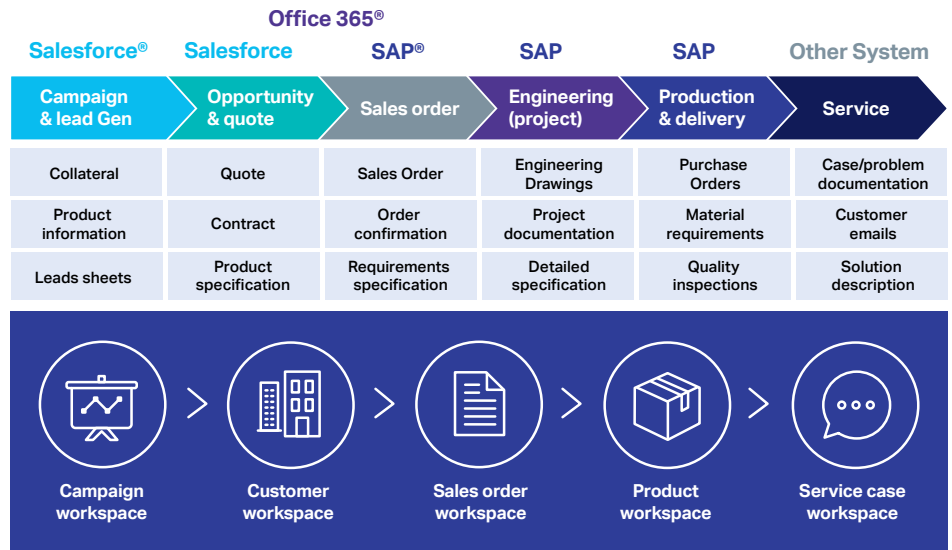 Office 365®
Salesforce®
Salesforce
SAP®
SAP
SAP
Other System
Campaign
& lead Gen
Opportunity
& quote
Sales order
Engineering
(project)
Production
& delivery
Service
Collateral
Quote
Sales Order
Engineering
Drawings
Purchase
Orders
Case/problem
documentation
Product
information
Contract
Order
confirmation
Project
documentation
Material
requirements
Customer
emails
Leads sheets
Product
specification
Requirements
specification
Detailed
specification
Quality
inspections
Solution
description
Campaign
workspace
Customer
workspace
Sales order
workspace
Product
workspace
Service case
workspace